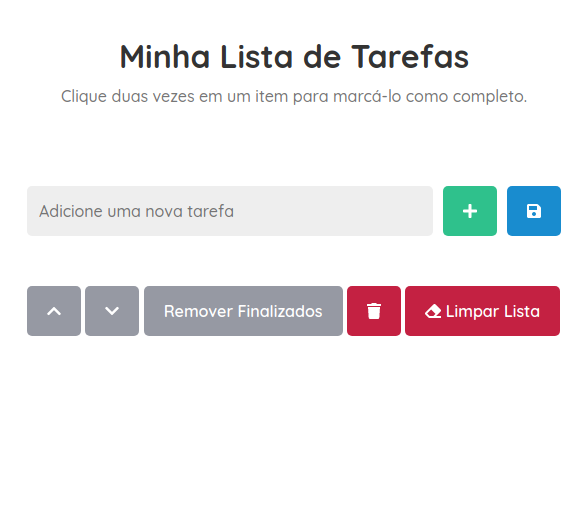 Minha Lista de Tarefas
Clique duas vezes em um item para marcá-lo como completo.
Adicione uma nova tarefa
Remover Finalizados
Limpar Lista